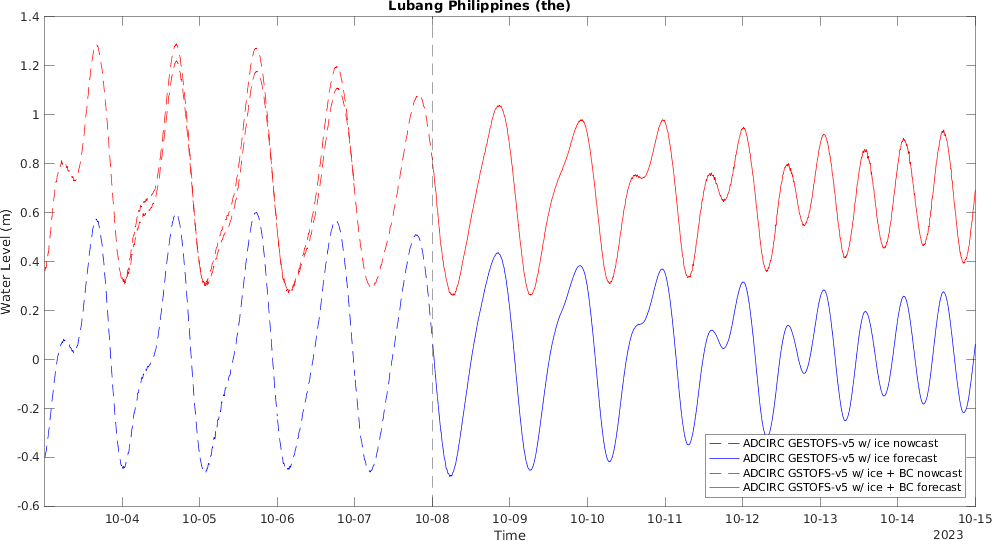 Lubang Philippines (the)
1.4
1.2
1
0.8
0.6
0.4
0.2
0
-0.2
-0.4
-0.6
Water Level (m)
10-04 10-05 10-06 10-07 10-08 10-09 10-10 10-11 10-12 10-13 10-14 10-15
Time
2023
ADCIRC GESTOFS-v5 w/ ice nowcast
ADCIRC GESTOFS-v5 w/ ice forecast
ADCIRC GSTOFS-v5 w/ ice + BC nowcast
ADCIRC GSTOFS-v5 w/ ice + BC forecast